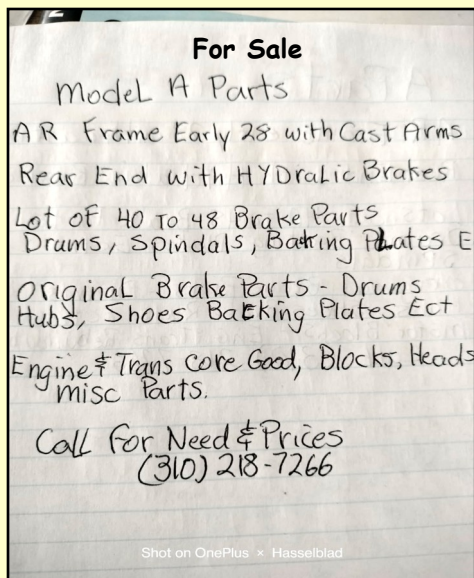 For Sale
Model A Parts
AR Frame Early 28 with Cast Arms
Rear End with HYDraLic Brakes
Lot of 40 To 48 Brake Parts
Drums, Spindals, Baking PLates E
Original Brake Parts - Drums
Hubs, Shoes Backing Plates Ect
Engine & Trans Core Good, Blocks, Heads
misc Parts.
Call For Need & Prices
(310) 218-7266
Shot on OnePlus × Hasselblad